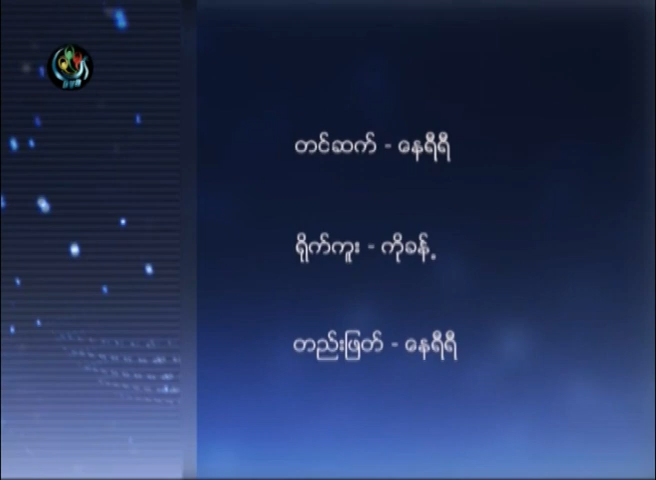 တင်ဆက် - နေရီရီ
ရိုက်ကူး - ကိုခန့်
တည်းဖြတ် - နေရီရီ